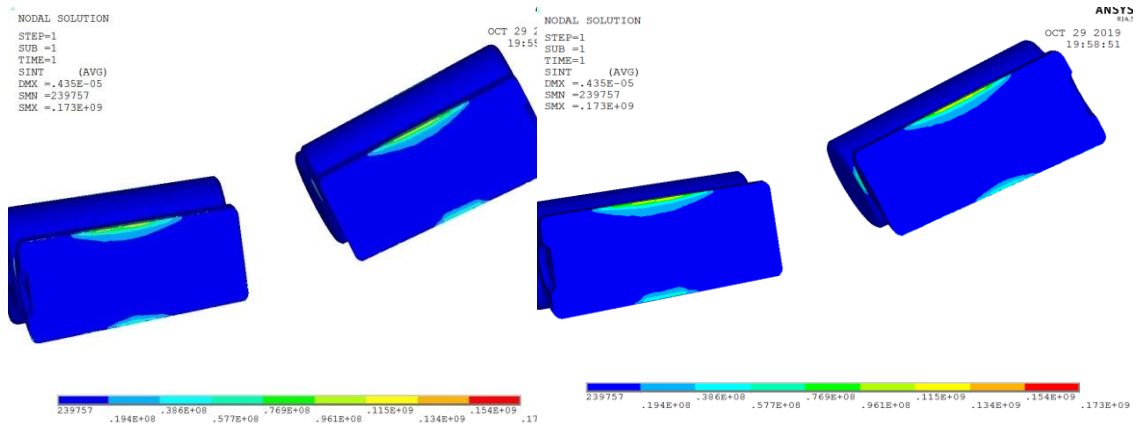 NODAL SOLUTION
STEP=1
SUB =1
TIME=1
SINT (AVG)
DMX =.435E-05
SMN =239757
SMX =.173E+09
OCT 29 2
19:55
239757 .386E+08 .769E+08 .115E+09 .154E+09
.194E+08 .577E+08 .961E+08 .134E+09 .17
ANSYS
R14.5
NODAL SOLUTION
OCT 29 2019
19:58:51
STEP=1
SUB =1
TIME=1
SINT (AVG)
DMX =.435E-05
SMN =239757
SMX =.173E+09
239757 .386E+08 .769E+08 .115E+09 .154E+09
.194E+08 .577E+08 .961E+08 .134E+09 .173E+09